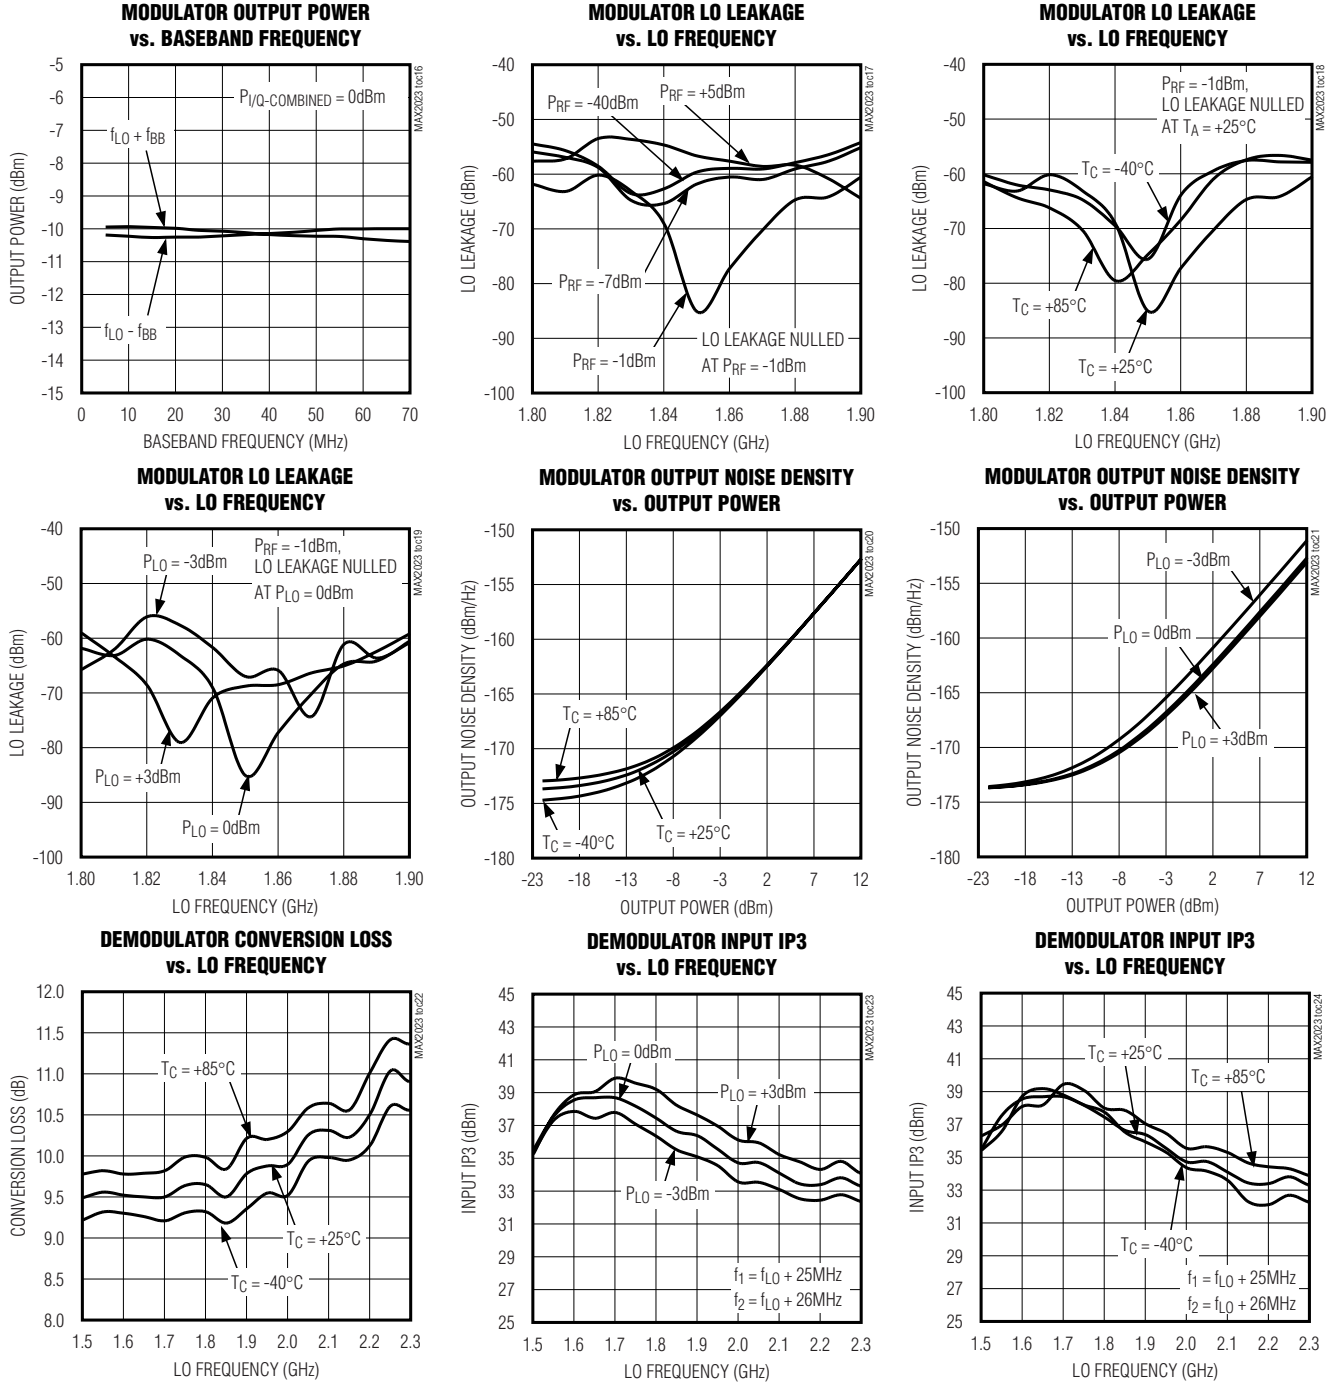 MODULATOR OUTPUT POWER
vs. BASEBAND FREQUENCY
-5
-6
-7
-8
-9
-10
-11
-12
-13
-14
-15
OUTPUT POWER (dBm)
PI/Q-COMBINED = 0dBm
fLO + fBB
fLO - fBB
0 10 20 30 40 50 60 70
BASEBAND FREQUENCY (MHz)
MAX2023 toc16
MODULATOR LO LEAKAGE
vs. LO FREQUENCY
-40
-50
-60
-70
-80
-90
-100
LO LEAKAGE (dBm)
PRF = -40dBm
PRF = +5dBm
PRF = -7dBm
PRF = -1dBm
LO LEAKAGE NULLED
AT PRF = -1dBm
1.80 1.82 1.84 1.86 1.88 1.90
LO FREQUENCY (GHz)
MAX2023 toc17
MODULATOR LO LEAKAGE
vs. LO FREQUENCY
-40
-50
-60
-70
-80
-90
-100
LO LEAKAGE (dBm)
PRF = -1dBm,
LO LEAKAGE NULLED
AT TA = +25°C
TC = -40°C
TC = +85°C
TC = +25°C
1.80 1.82 1.84 1.86 1.88 1.90
LO FREQUENCY (GHz)
MAX2023 toc18
MODULATOR LO LEAKAGE
vs. LO FREQUENCY
-40
-50
-60
-70
-80
-90
-100
LO LEAKAGE (dBm)
PRF = -1dBm,
LO LEAKAGE NULLED
AT PLO = 0dBm
PLO = -3dBm
PLO = +3dBm
PLO = 0dBm
1.80 1.82 1.84 1.86 1.88 1.90
LO FREQUENCY (GHz)
MAX2023 toc19
MODULATOR OUTPUT NOISE DENSITY
vs. OUTPUT POWER
-150
-155
-160
-165
-170
-175
-180
OUTPUT NOISE DENSITY (dBm/Hz)
TC = +85°C
TC = -40°C
TC = +25°C
-23 -18 -13 -8 -3 2 7 12
OUTPUT POWER (dBm)
MAX2023 toc20
MODULATOR OUTPUT NOISE DENSITY
vs. OUTPUT POWER
-150
-155
-160
-165
-170
-175
-180
OUTPUT NOISE DENSITY (dBm/Hz)
PLO = -3dBm
PLO = 0dBm
PLO = +3dBm
-23 -18 -13 -8 -3 2 7 12
OUTPUT POWER (dBm)
MAX2023 toc21
DEMODULATOR CONVERSION LOSS
vs. LO FREQUENCY
12.0
11.5
11.0
10.5
10.0
9.5
9.0
8.5
8.0
CONVERSION LOSS (dB)
TC = +85°C
TC = +25°C
TC = -40°C
1.5 1.6 1.7 1.8 1.9 2.0 2.1 2.2 2.3
LO FREQUENCY (GHz)
MAX2023 toc22
DEMODULATOR INPUT IP3
vs. LO FREQUENCY
45
43
41
39
37
35
33
31
29
27
25
INPUT IP3 (dBm)
PLO = 0dBm
PLO = +3dBm
PLO = -3dBm
f1 = fLO + 25MHz
f2 = fLO + 26MHz
1.5 1.6 1.7 1.8 1.9 2.0 2.1 2.2 2.3
LO FREQUENCY (GHz)
MAX2023 toc23
DEMODULATOR INPUT IP3
vs. LO FREQUENCY
45
43
41
39
37
35
33
31
29
27
25
INPUT IP3 (dBm)
TC = +25°C
TC = +85°C
TC = -40°C
f1 = fLO + 25MHz
f2 = fLO + 26MHz
1.5 1.6 1.7 1.8 1.9 2.0 2.1 2.2 2.3
LO FREQUENCY (GHz)
MAX2023 toc24